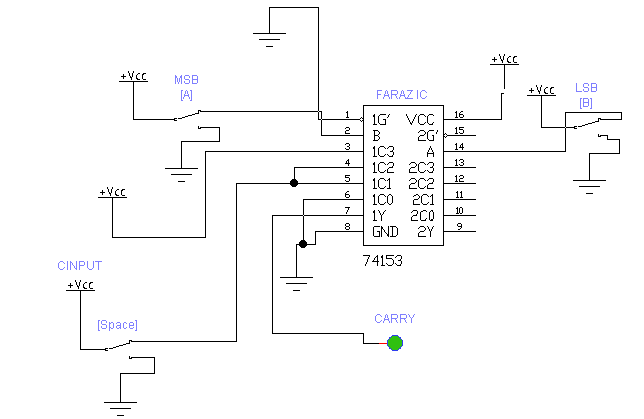 +Vcc
MSB
[A]
+Vcc
+Vcc
LSB
[B]
FARAZ IC
1 1G' VCC 16
2 B 2G' 15
3 1C3 A 14
4 1C2 2C3 13
5 1C1 2C2 12
6 1C0 2C1 11
7 1Y 2C0 10
8 GND 2Y 9
74153
+Vcc
CINPUT
+Vcc
[Space]
CARRY